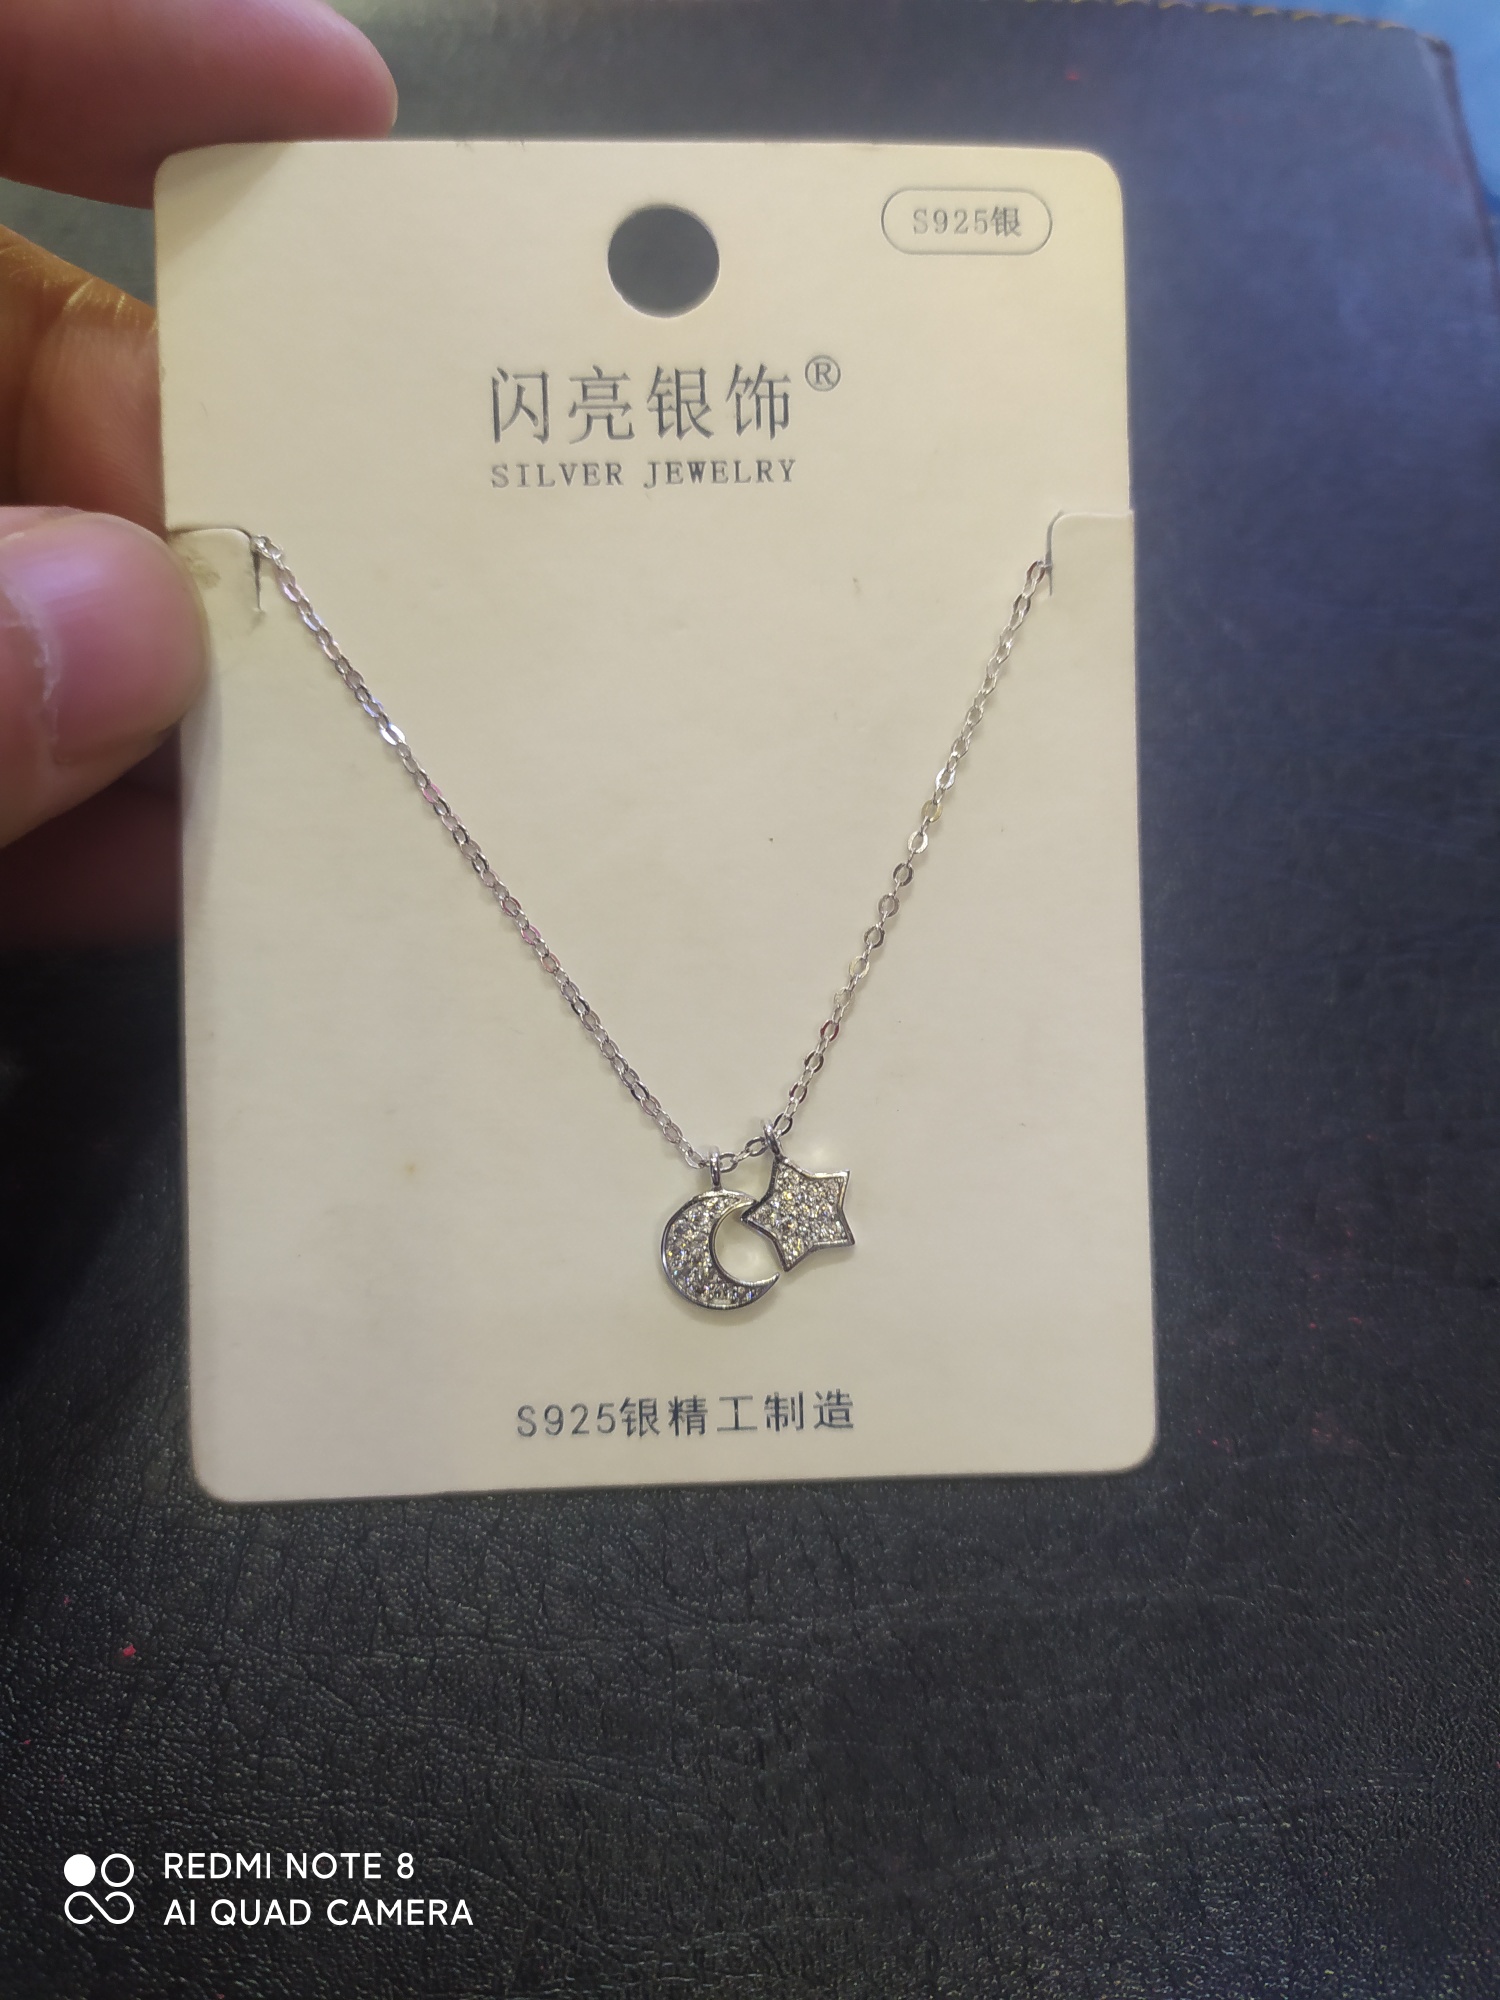 S925银
闪亮银饰®
SILVER JEWELRY
S925银精工制造
REDMI NOTE 8
AI QUAD CAMERA